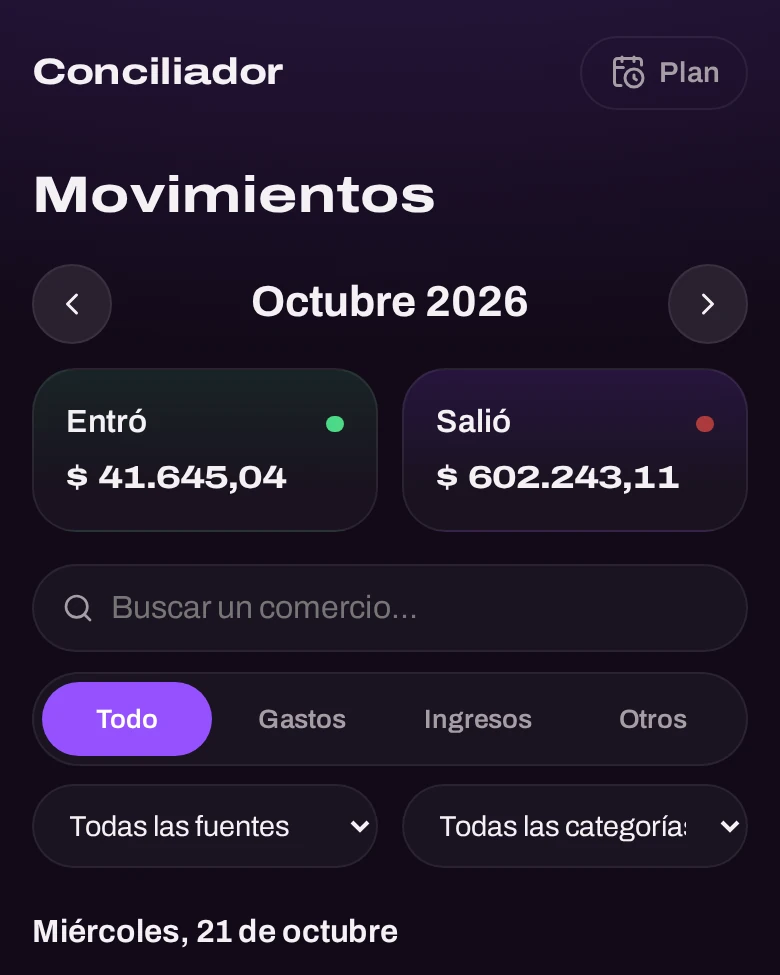 Conciliador
Plan
Movimientos
Octubre 2026
Entró
$ 41.645,04
Salió
$ 602.243,11
Buscar un comercio...
Todo Gastos Ingresos Otros
Todas las fuentes
Todas las categorías
Miércoles, 21 de octubre